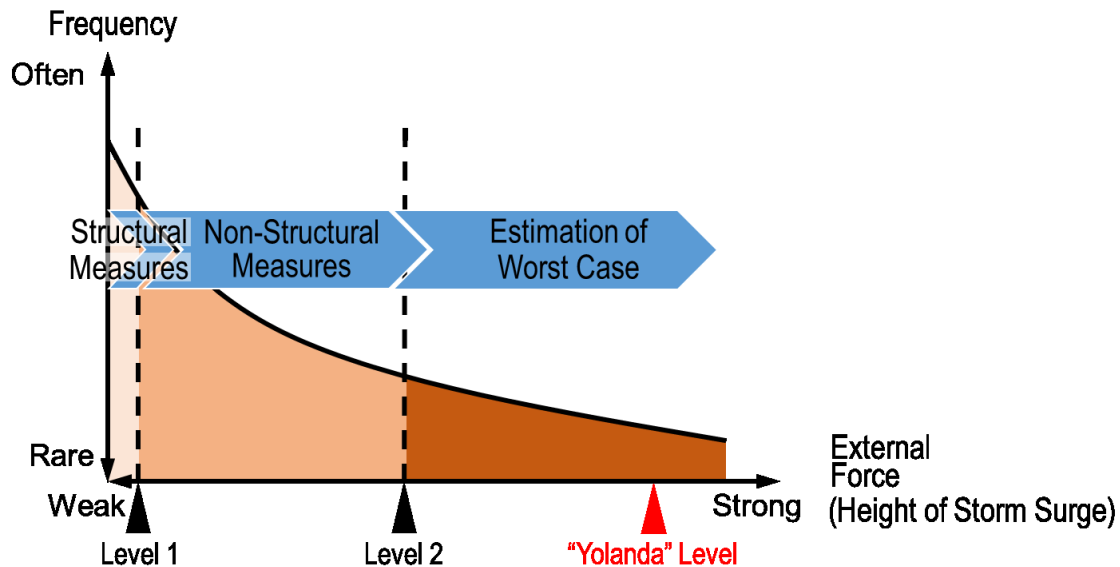 Frequency
Often
Structural
Measures
Non-Structural
Measures
Estimation of
Worst Case
Rare
Weak
Strong
External
Force
(Height of Storm Surge)
Level 1
Level 2
“Yolanda” Level